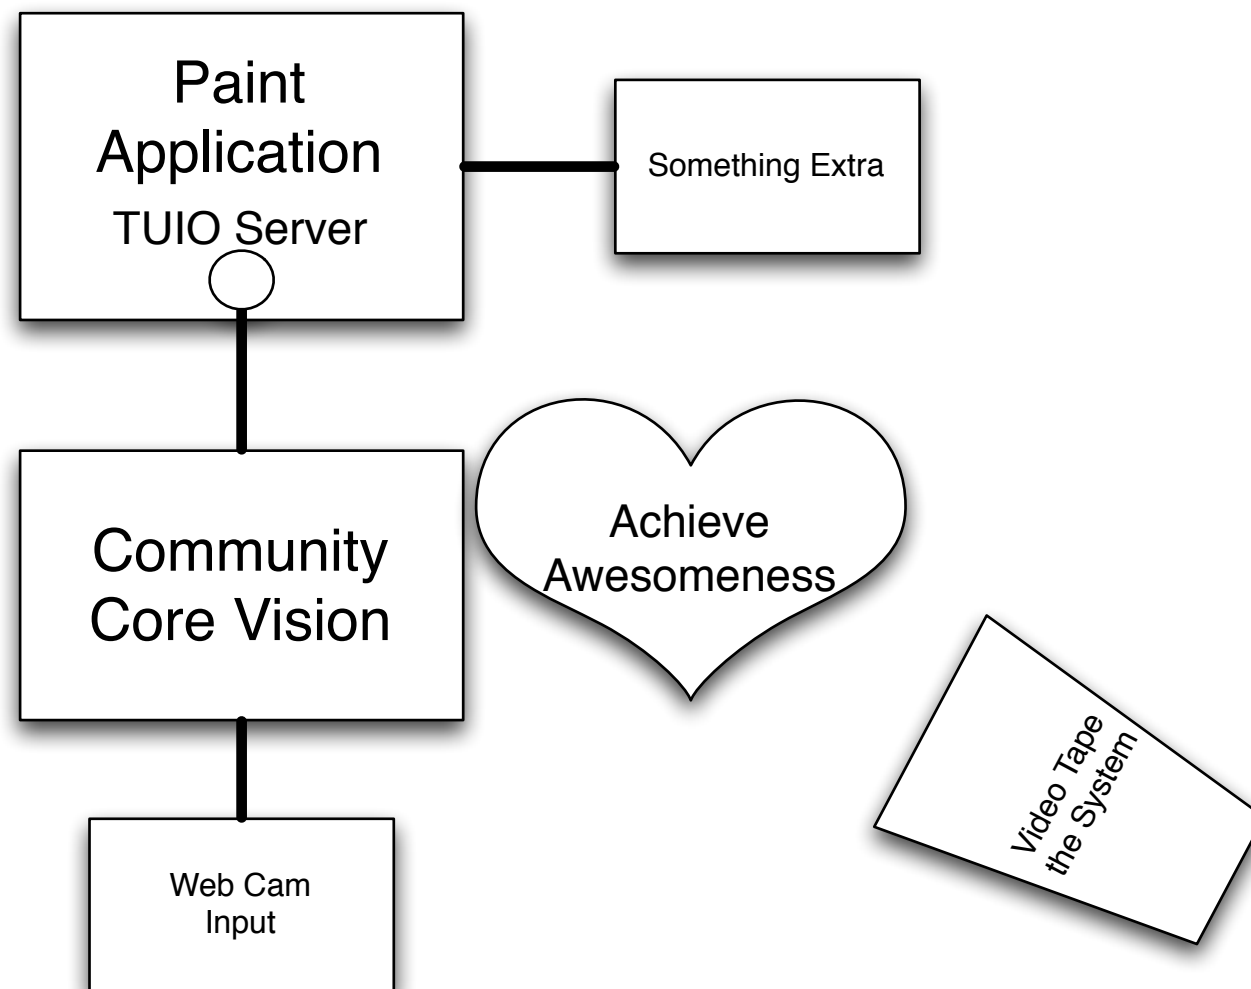 Paint
Application
TUIO Server
Something Extra
Community
Core Vision
Achieve
Awesomeness
Video Tape
the System
Web Cam
Input